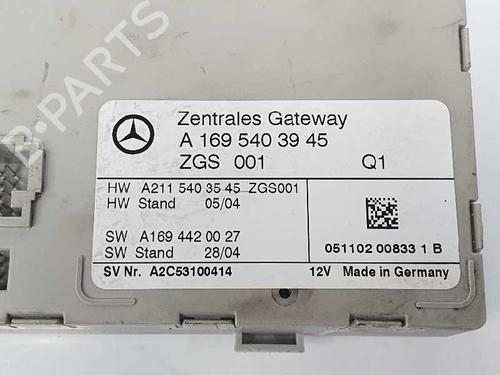 Zentrales Gateway
A 169 540 39 45
ZGS 001 Q1
HW A211 540 35 45 ZGS001
HW Stand 05/04
SW A169 442 00 27
SW Stand 28/04
051102 00833 1 B
SV Nr. A2C53100414 12V Made in Germany